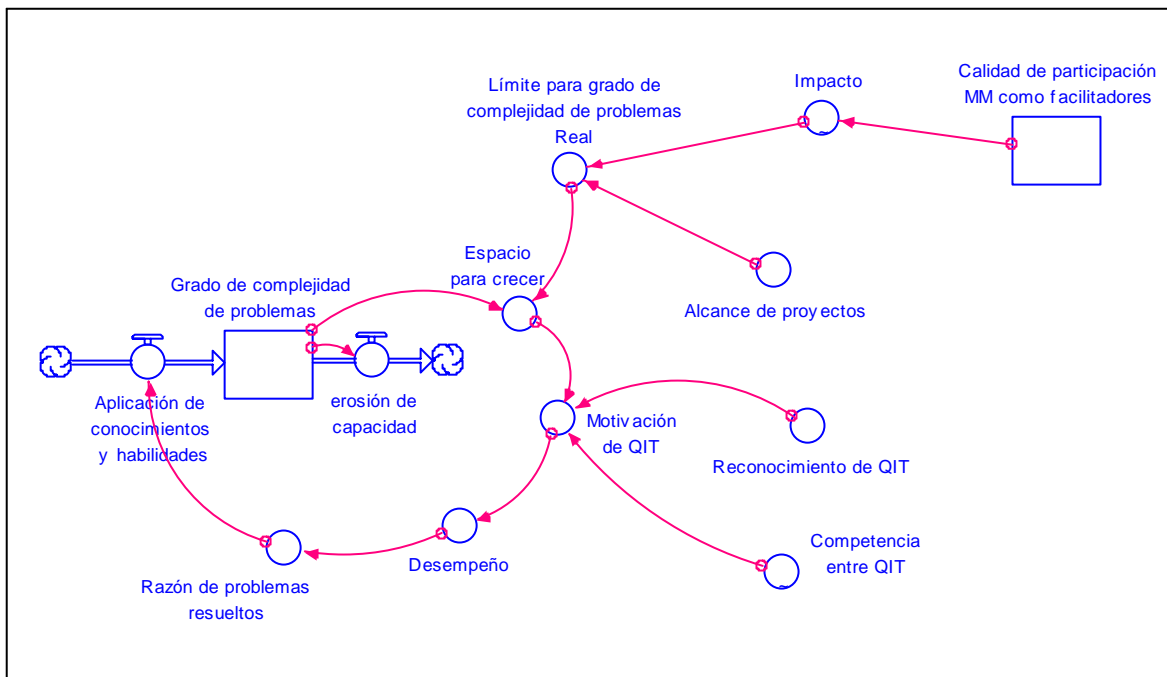 Límite para grado de
complejidad de problemas
Real
Impacto
Calidad de participación
MM como facilitadores
Espacio
para crecer
Alcance de proyectos
Grado de complejidad
de problemas
Aplicación de
conocimientos
y habilidades
erosión de
capacidad
Motivación
de QIT
Reconocimiento de QIT
Desempeño
Competencia
entre QIT
Razón de problemas
resueltos